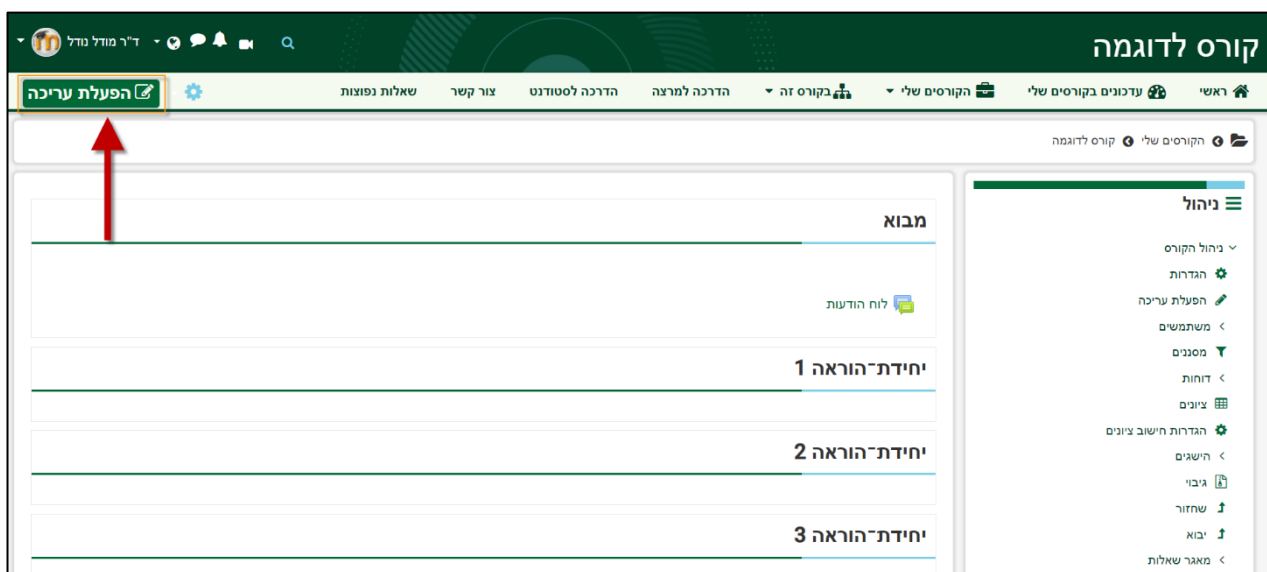 קורס לדוגמה
ד"ר מודל נודל
ראשי
עדכונים בקורסים שלי
הקורסים שלי
בקורס זה
הדרכה למרצה
הדרכה לסטודנט
צור קשר
שאלות נפוצות
הפעלת עריכה
הקורסים שלי
קורס לדוגמה
ניהול
ניהול הקורס
הגדרות
הפעלת עריכה
משתמשים
מסננים
דוחות
ציונים
הגדרות חישוב ציונים
הישגים
גיבוי
שחזור
יבוא
מאגר שאלות
מבוא
לוח הודעות
יחידת־הוראה 1
יחידת־הוראה 2
יחידת־הוראה 3